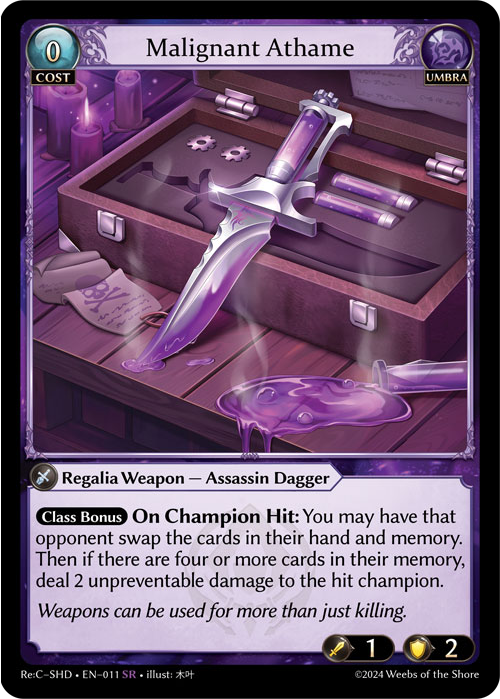 0
COST
Malignant Athame
UMBRA
Regalia Weapon — Assassin Dagger
Class Bonus On Champion Hit: You may have that
opponent swap the cards in their hand and memory.
Then if there are four or more cards in their memory,
deal 2 unpreventable damage to the hit champion.
Weapons can be used for more than just killing.
1
2
Re:C–SHD • EN–011 SR • illust: 木叶
©2024 Weebs of the Shore